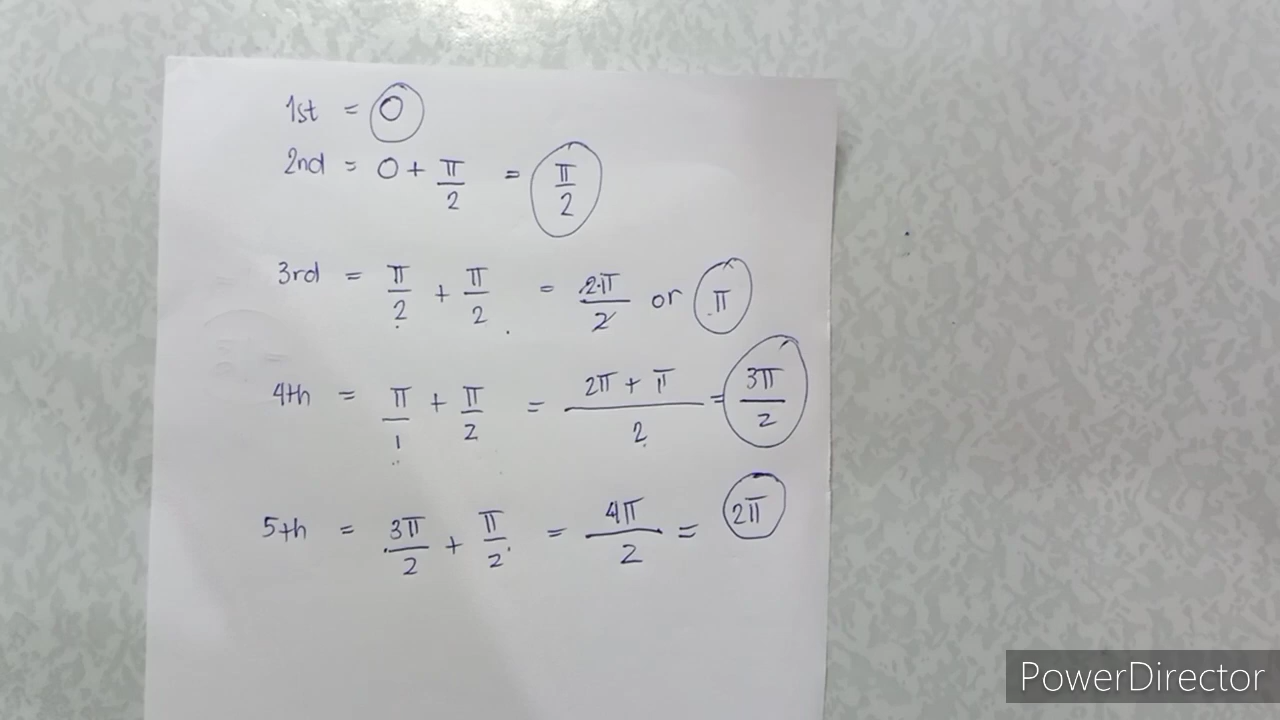 1st = 0
2nd = 0 + π/2 = π/2
3rd = π/2 + π/2 = 2π/2 or π
4th = π/1 + π/2 = (2π + π)/2 = 3π/2
5th = 3π/2 + π/2 = 4π/2 = 2π
PowerDirector